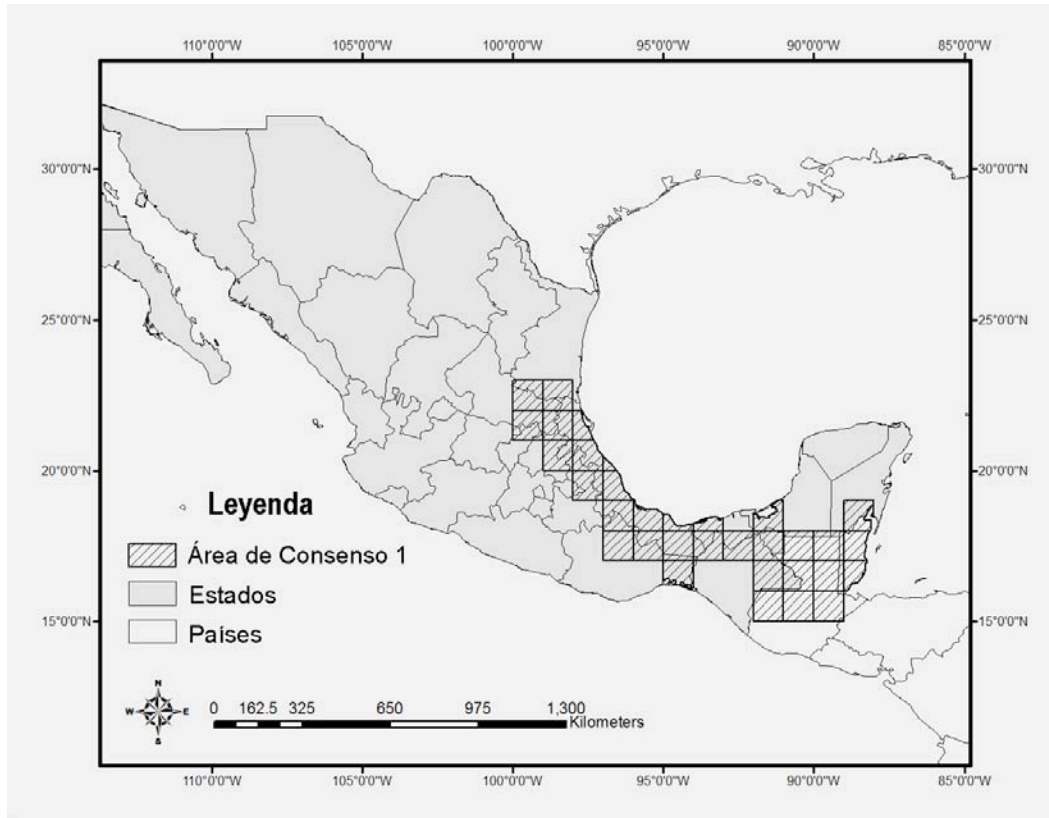 110°0'0"W 105°0'0"W 100°0'0"W 95°0'0"W 90°0'0"W 85°0'0"W
30°0'0"N 30°0'0"N
25°0'0"N 25°0'0"N
20°0'0"N 20°0'0"N
Leyenda
Área de Consenso 1
Estados
15°0'0"N 15°0'0"N
Países
N
W E
S
0 162.5 325 650 975 1,300
Kilometers
110°0'0"W 105°0'0"W 100°0'0"W 95°0'0"W 90°0'0"W 85°0'0"W